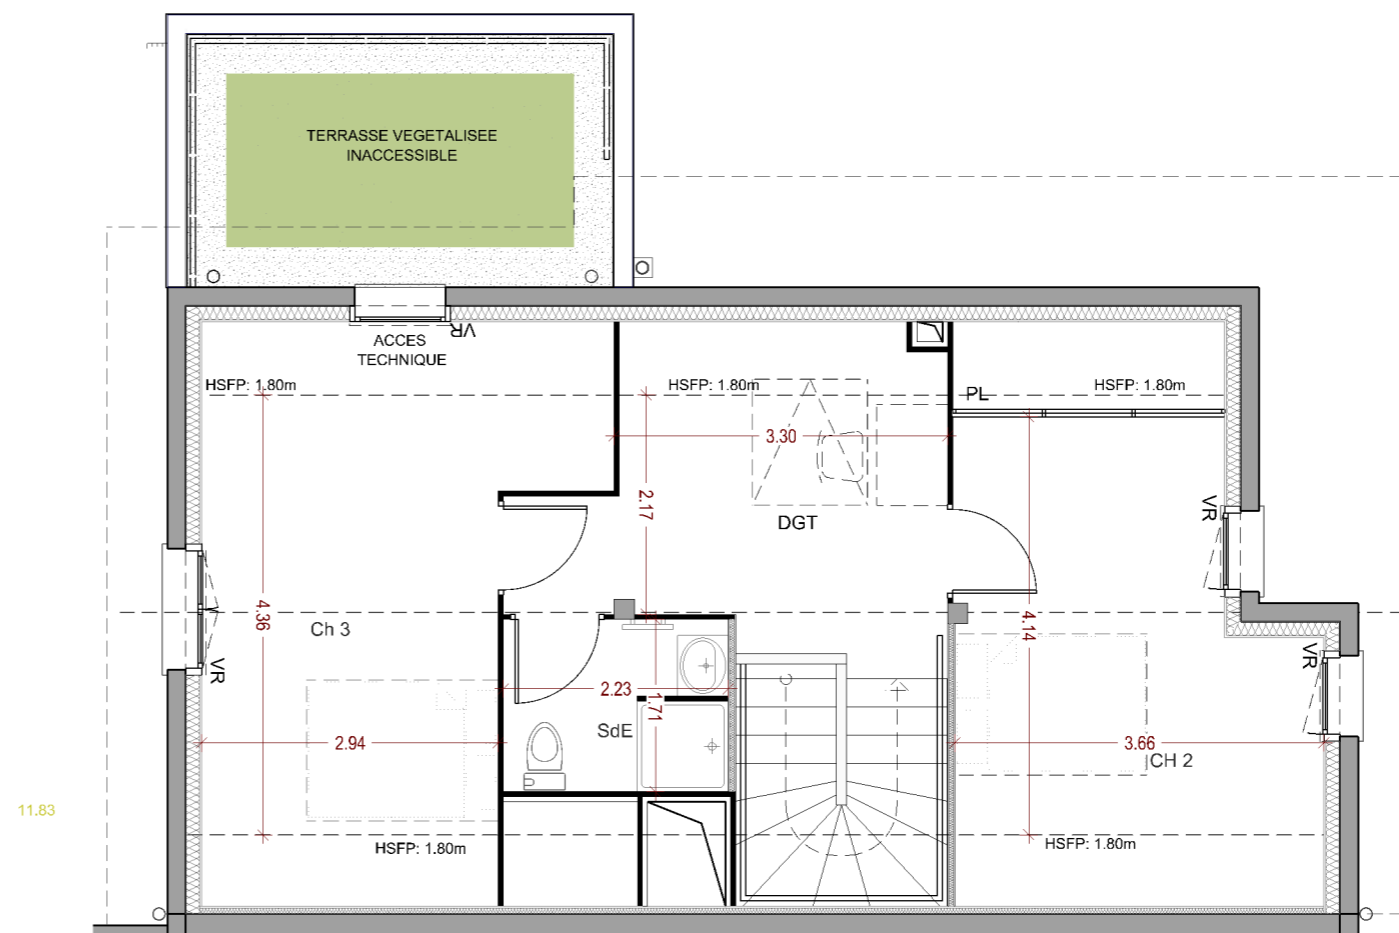 TERRASSE VEGETALISEE
INACCESSIBLE
VR
ACCES
TECHNIQUE
HSFP: 1.80m
HSFP: 1.80m
HSFP: 1.80m
PL
3.30
2.17
DGT
VR
4.36
Ch 3
4.14
VR
VR
2.23
1.71
SdE
2.94
3.66
CH 2
11.83
HSFP: 1.80m
HSFP: 1.80m